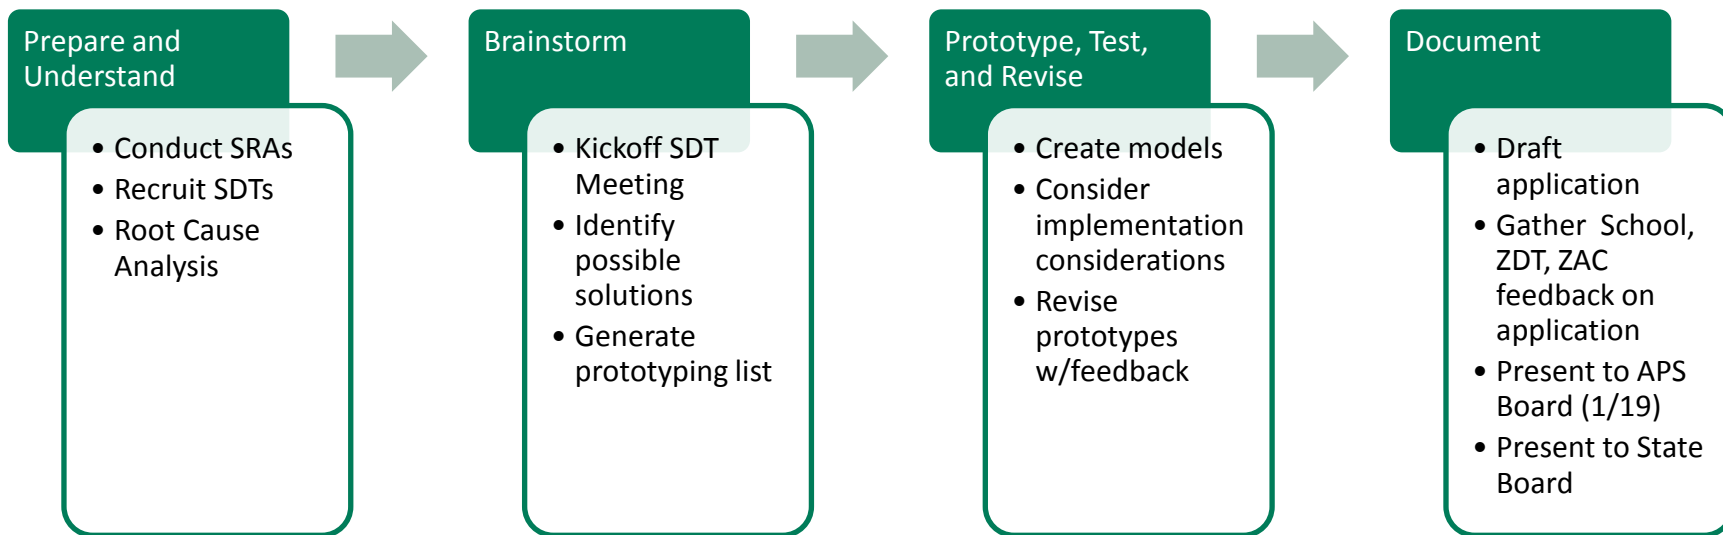 Prepare and
Understand
• Conduct SRAs
• Recruit SDTs
• Root Cause
Analysis
Brainstorm
• Kickoff SDT
Meeting
• Identify
possible
solutions
• Generate
prototyping list
Prototype, Test,
and Revise
• Create models
• Consider
implementation
considerations
• Revise
prototypes
w/feedback
Document
• Draft
application
• Gather  School,
ZDT, ZAC
feedback on
application
• Present to APS
Board (1/19)
• Present to State
Board